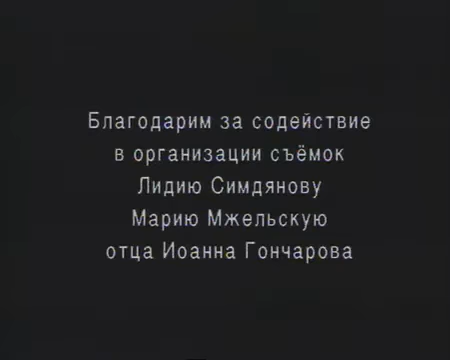 Благодарим за содействие
в организации съёмок
Лидию Симдянову
Марию Мжельскую
отца Иоанна Гончарова